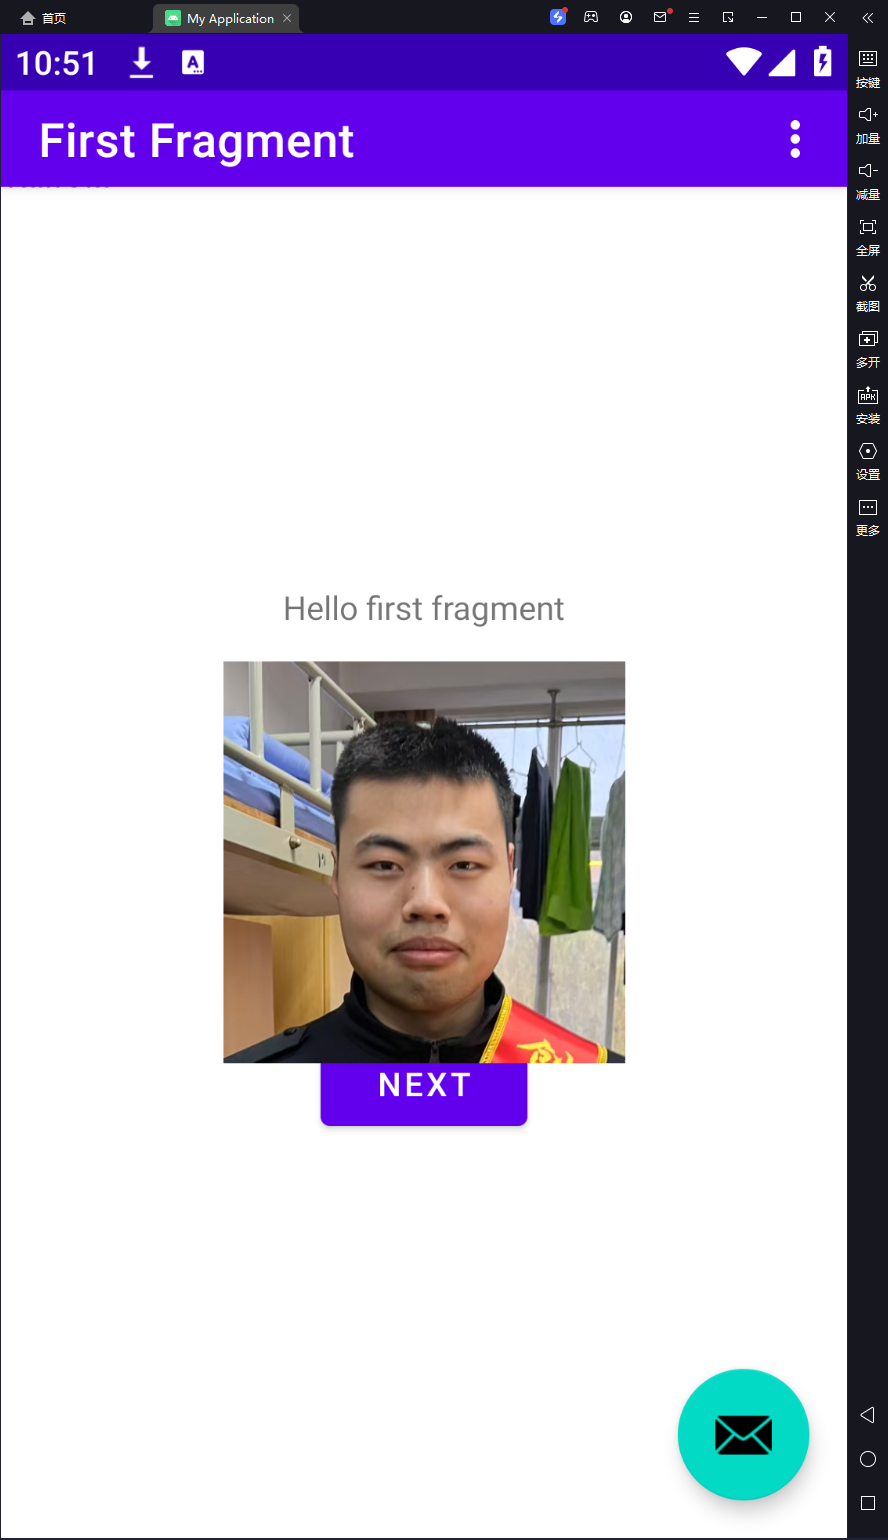 首页
My Application
10:51
A
First Fragment
按键
加量
减量
全屏
截图
多开
APK
安装
设置
更多
Hello first fragment
NEXT